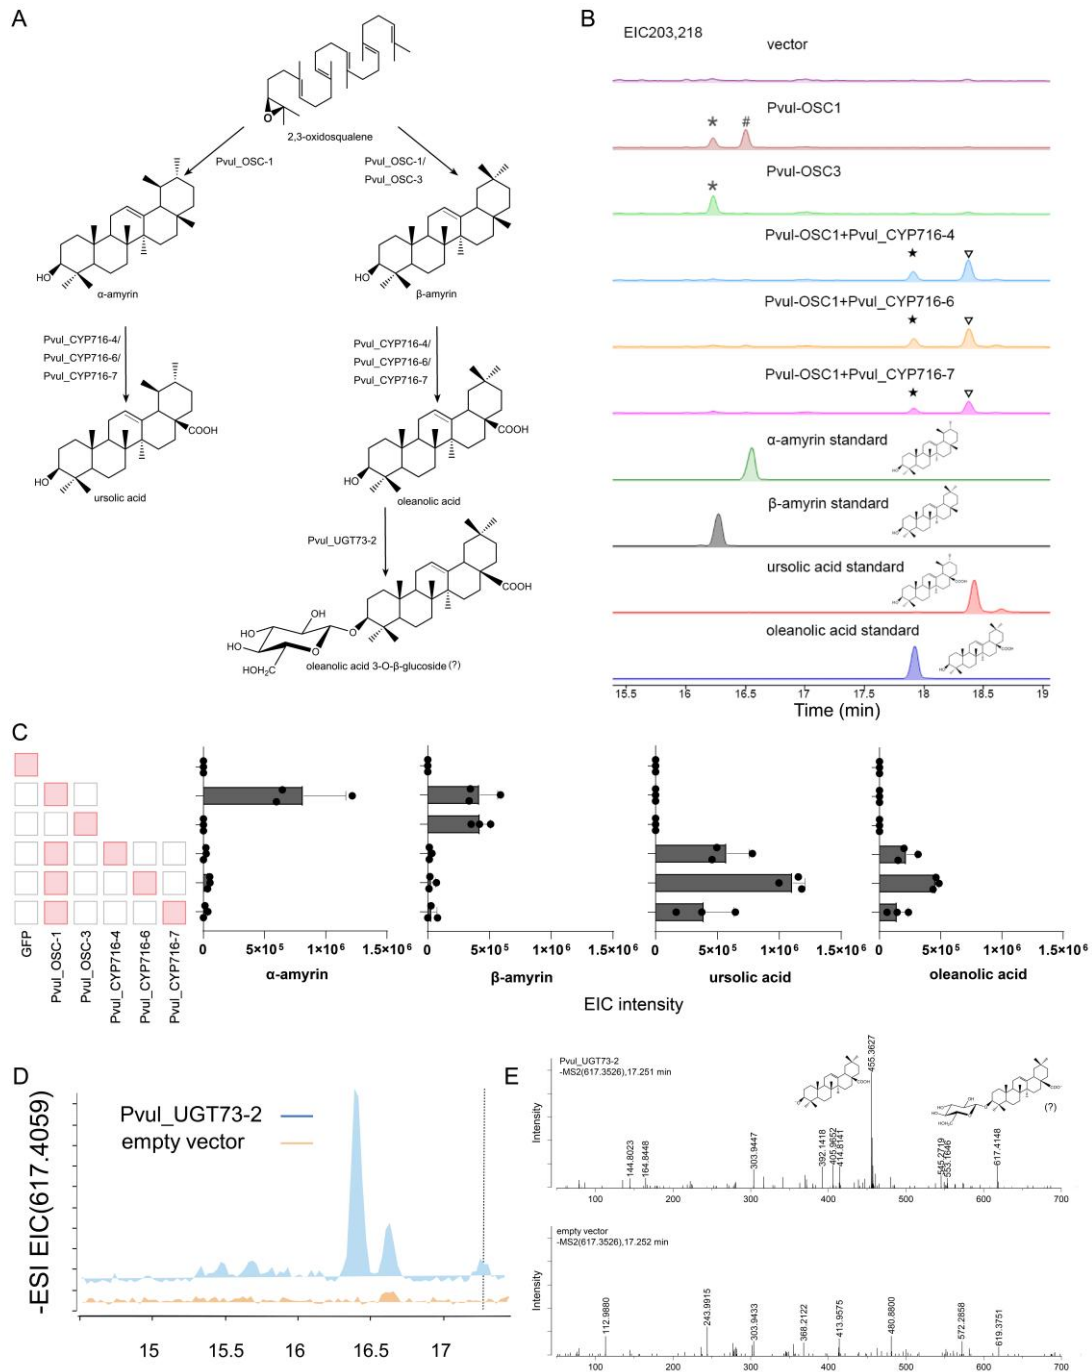 A
2,3-oxidosqualene
Pvul_OSC-1
Pvul_OSC-1/
Pvul_OSC-3
HO
α-amyrin
HO
β-amyrin
Pvul_CYP716-4/
Pvul_CYP716-6/
Pvul_CYP716-7
Pvul_CYP716-4/
Pvul_CYP716-6/
Pvul_CYP716-7
COOH
HO
ursolic acid
COOH
HO
oleanolic acid
Pvul_UGT73-2
COOH
OH
HO
HO
OH
O
O
HOH₂C
oleanolic acid 3-O-β-glucoside(?)
B
EIC203,218
vector
Pvul-OSC1
* #
Pvul-OSC3
*
Pvul-OSC1+Pvul_CYP716-4
★ ▽
Pvul-OSC1+Pvul_CYP716-6
★ ▽
Pvul-OSC1+Pvul_CYP716-7
★ ▽
α-amyrin standard
β-amyrin standard
ursolic acid standard
oleanolic acid standard
15.5 16 16.5 17 17.5 18 18.5 19
Time (min)
C
GFP
Pvul_OSC-1
Pvul_OSC-3
Pvul_CYP716-4
Pvul_CYP716-6
Pvul_CYP716-7
0 5×10⁵ 1×10⁶ 1.5×10⁶
α-amyrin
0 5×10⁵ 1×10⁶ 1.5×10⁶
β-amyrin
0 5×10⁵ 1×10⁶ 1.5×10⁶
ursolic acid
0 5×10⁵ 1×10⁶ 1.5×10⁶
oleanolic acid
EIC intensity
D
-ESI EIC(617.4059)
Pvul_UGT73-2
empty vector
15 15.5 16 16.5 17
E
Pvul_UGT73-2
-MS2(617.3526),17.251 min
Intensity
144.8023
164.8448
303.9447
392.1418
405.9652
414.8141
455.3627
545.2719
553.1646
617.4148
(?)
100 200 300 400 500 600 700
empty vector
-MS2(617.3526),17.252 min
Intensity
112.9880
243.9915
303.9433
368.2122
413.9575
480.8800
572.2858
619.3751
100 200 300 400 500 600 700